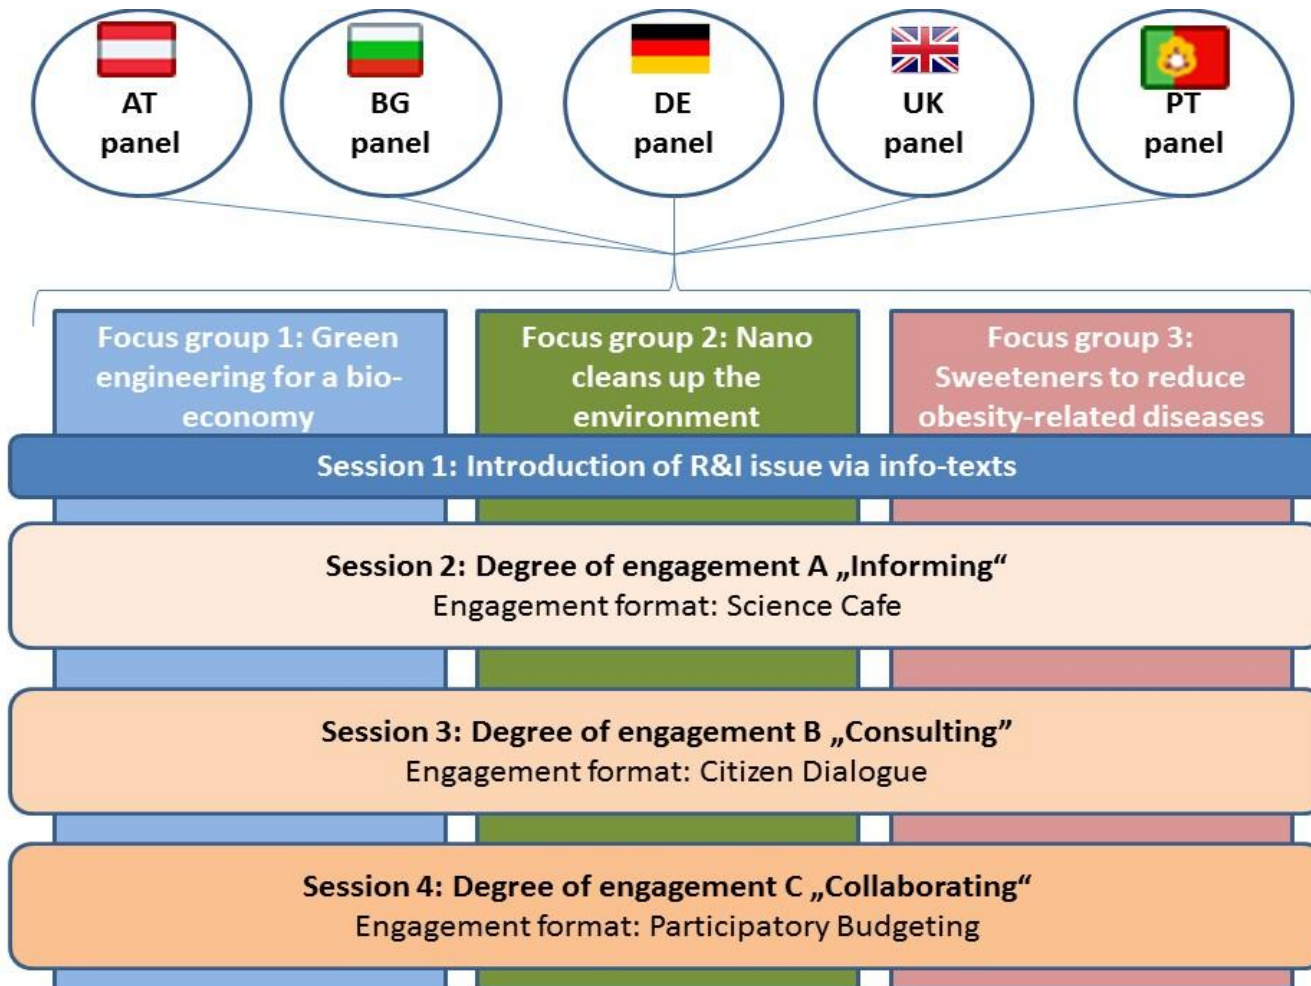 AT
panel
BG
panel
DE
panel
UK
panel
PT
panel
Focus group 1: Green
engineering for a bio-
economy
Focus group 2: Nano
cleans up the
environment
Focus group 3:
Sweeteners to reduce
obesity-related diseases
Session 1: Introduction of R&I issue via info-texts
Session 2: Degree of engagement A „Informing“
Engagement format: Science Cafe
Session 3: Degree of engagement B „Consulting”
Engagement format: Citizen Dialogue
Session 4: Degree of engagement C „Collaborating“
Engagement format: Participatory Budgeting